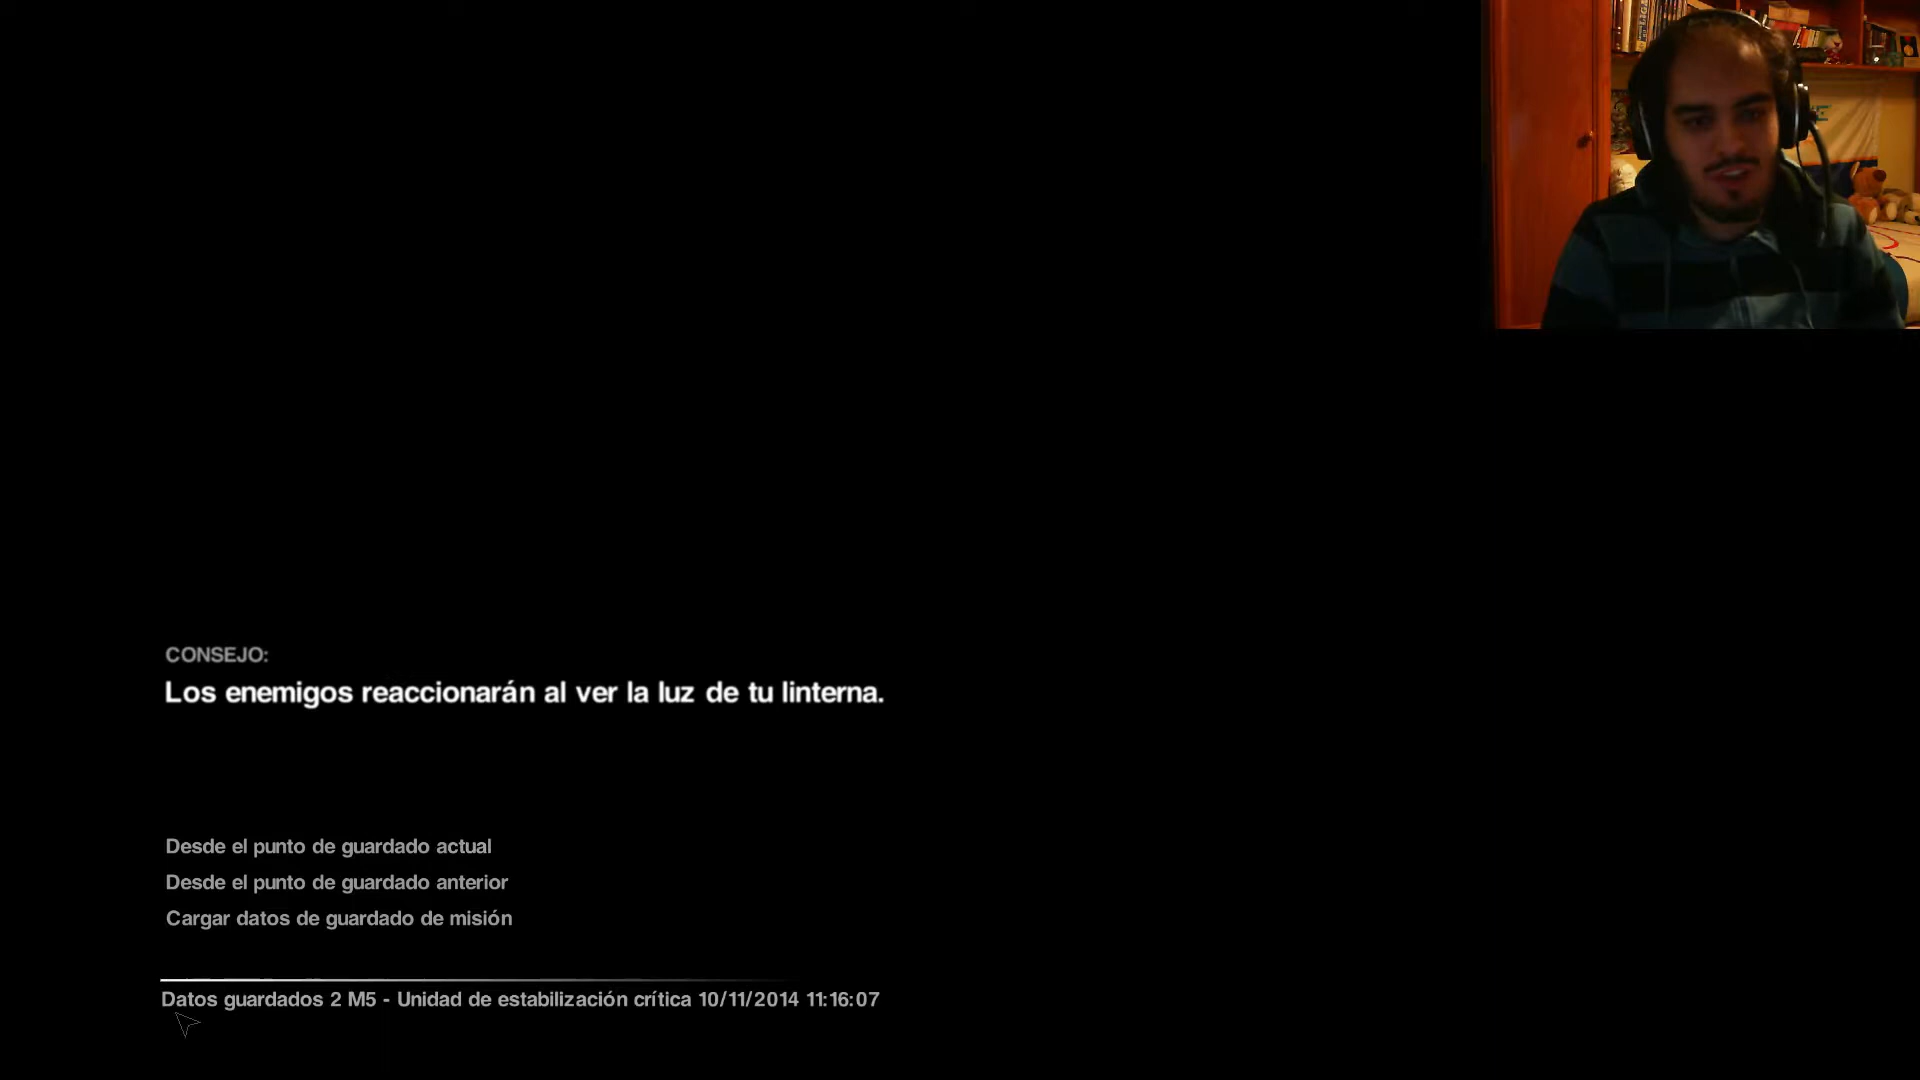 CONSEJO:
Los enemigos reaccionarán al ver la luz de tu linterna.
Desde el punto de guardado actual
Desde el punto de guardado anterior
Cargar datos de guardado de misión
Datos guardados 2 M5 - Unidad de estabilización crítica 10/11/2014 11:16:07